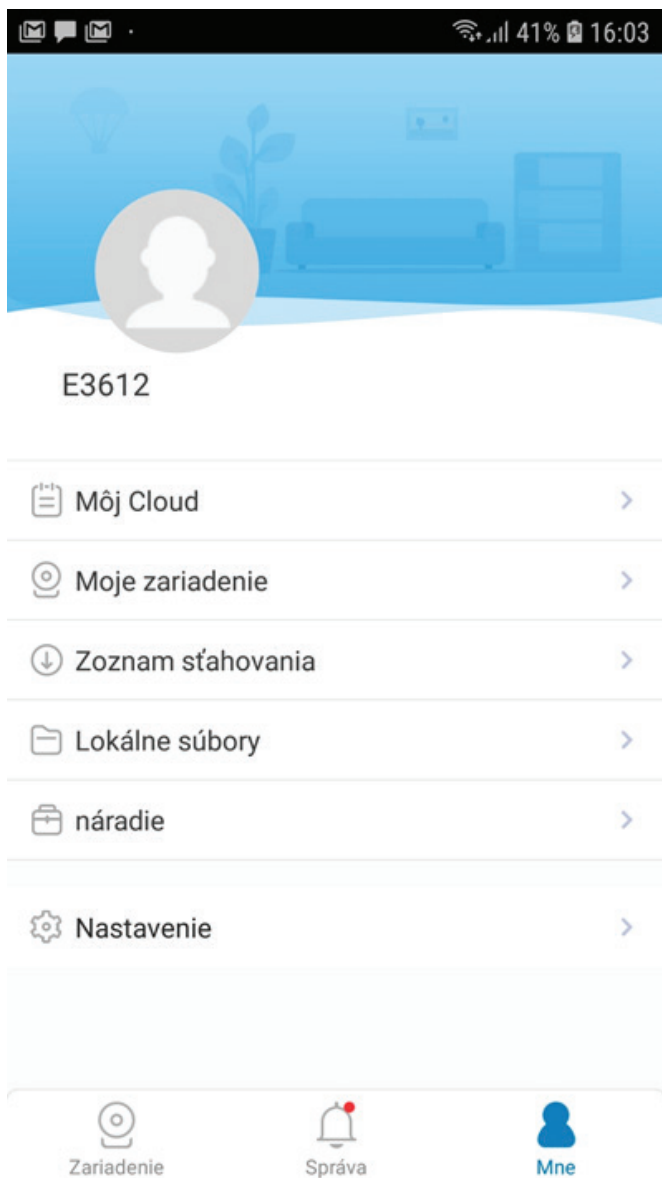 41% 16:03
E3612
Môj Cloud
Moje zariadenie
Zoznam sťahovania
Lokálne súbory
náradie
Nastavenie
Zariadenie Správa Mne